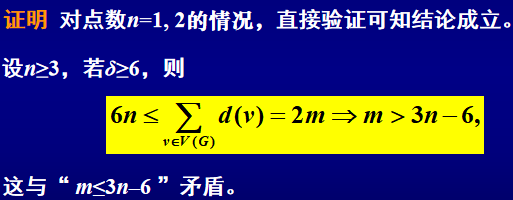 证明 对点数n=1, 2的情况，直接验证可知结论成立。
设n≥3，若δ≥6，则
6n ≤ ∑_{v∈V(G)} d(v) = 2m ⇒ m > 3n − 6,
这与“ m≤3n–6 ”矛盾。